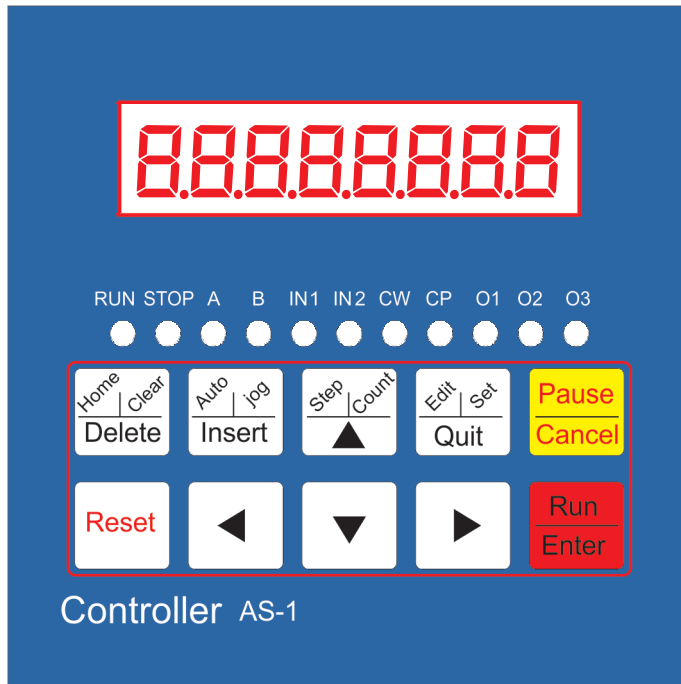 8.8.8.8.8.8.8.8
RUN STOP A B IN1 IN2 CW CP O1 O2 O3
Home Clear Auto jog Step Count Edit Set Pause
Delete Insert ▲ Quit Cancel
Reset ◀ ▼ ▶ Run
Enter
Controller AS-1